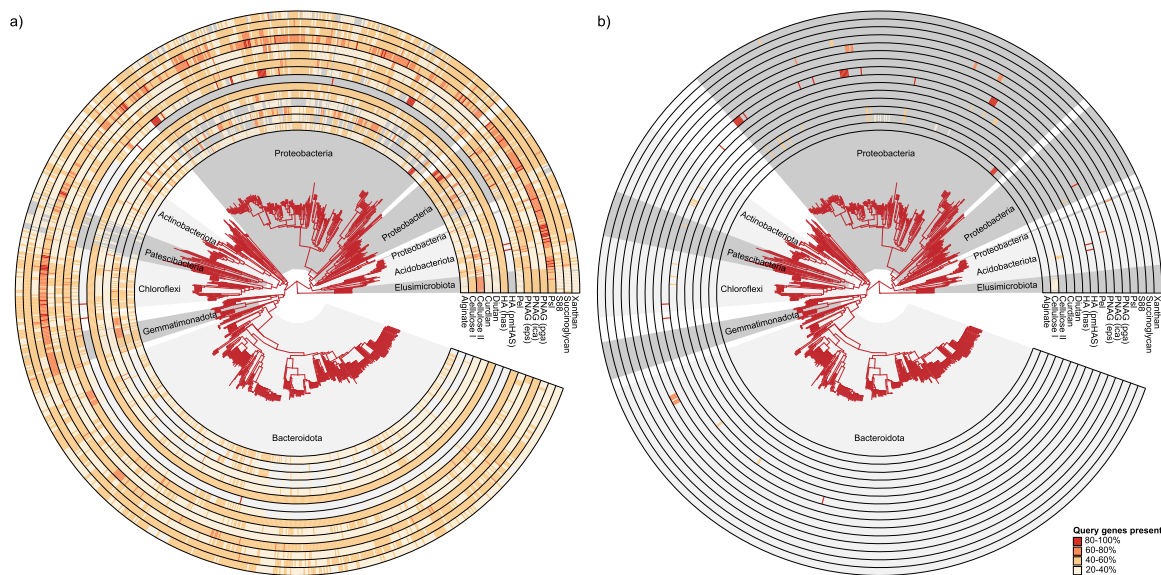 a)
Proteobacteria
Actinobacteriota
Patescibacteria
Chloroflexi
Gemmatimonadota
Bacteroidota
Proteobacteria
Proteobacteria
Acidobacteriota
Elusimicrobiota
Alginate
Cellulose I
Cellulose II
Curdlan
Diutan
HA (has)
HA (pmHAS)
Pel
PNAG (eps)
PNAG (ica)
PNAG (pga)
Psl
S88
Succinoglycan
Xanthan
b)
Proteobacteria
Actinobacteriota
Patescibacteria
Chloroflexi
Gemmatimonadota
Bacteroidota
Proteobacteria
Proteobacteria
Acidobacteriota
Elusimicrobiota
Alginate
Cellulose I
Cellulose II
Curdlan
Diutan
HA (has)
HA (pmHAS)
Pel
PNAG (eps)
PNAG (ica)
PNAG (pga)
Psl
S88
Succinoglycan
Xanthan
Query genes present
80-100%
60-80%
40-60%
20-40%